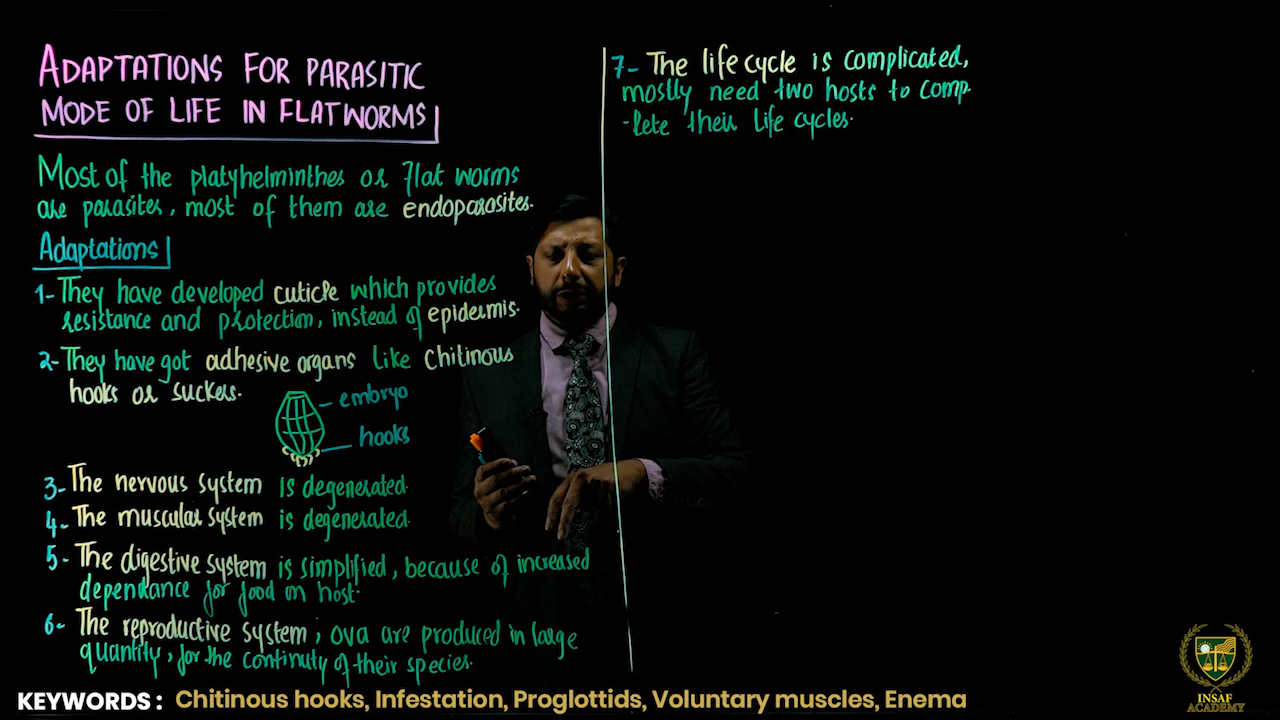 ADAPTATIONS FOR PARASITIC
MODE OF LIFE IN FLATWORMS
Most of the platyhelminthes or Flat worms
are parasites, most of them are endoparasites.
Adaptations
1- They have developed cuticle which provides
resistance and protection, instead of epidermis.
2- They have got adhesive organs like chitinous
hooks or suckers.
embryo
hooks
3- The nervous system is degenerated.
4- The muscular system is degenerated.
5- The digestive system is simplified, because of increased
dependance for food on host.
6- The reproductive system, ova are produced in large
quantity, for the continuity of their species.
7- The life cycle is complicated,
mostly need two hosts to comp-
-lete their life cycles.
KEYWORDS : Chitinous hooks, Infestation, Proglottids, Voluntary muscles, Enema
INSAF
ACADEMY